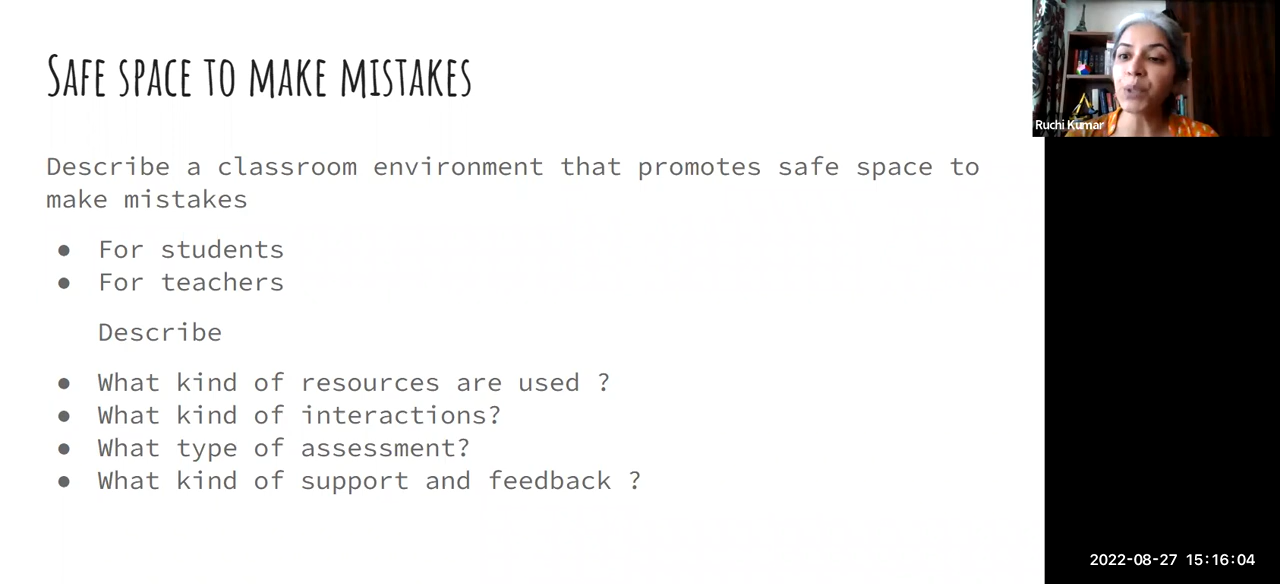 Safe space to make mistakes
Describe a classroom environment that promotes safe space to
make mistakes
● For students
● For teachers
Describe
● What kind of resources are used ?
● What kind of interactions?
● What type of assessment?
● What kind of support and feedback ?
Ruchi Kumar
2022-08-27 15:16:04